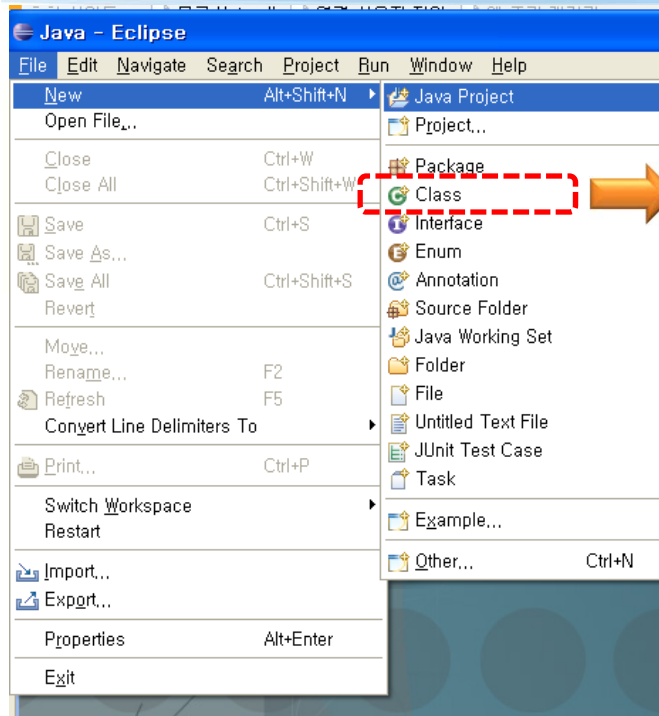 Java - Eclipse
File Edit Navigate Search Project Run Window Help
New Alt+Shift+N
Open File...
Close Ctrl+W
Close All Ctrl+Shift+W
Save Ctrl+S
Save As...
Save All Ctrl+Shift+S
Revert
Move...
Rename... F2
Refresh F5
Convert Line Delimiters To
Print... Ctrl+P
Switch Workspace
Restart
Import...
Export...
Properties Alt+Enter
Exit
Java Project
Project...
Package
Class
Interface
Enum
Annotation
Source Folder
Java Working Set
Folder
File
Untitled Text File
JUnit Test Case
Task
Example...
Other... Ctrl+N